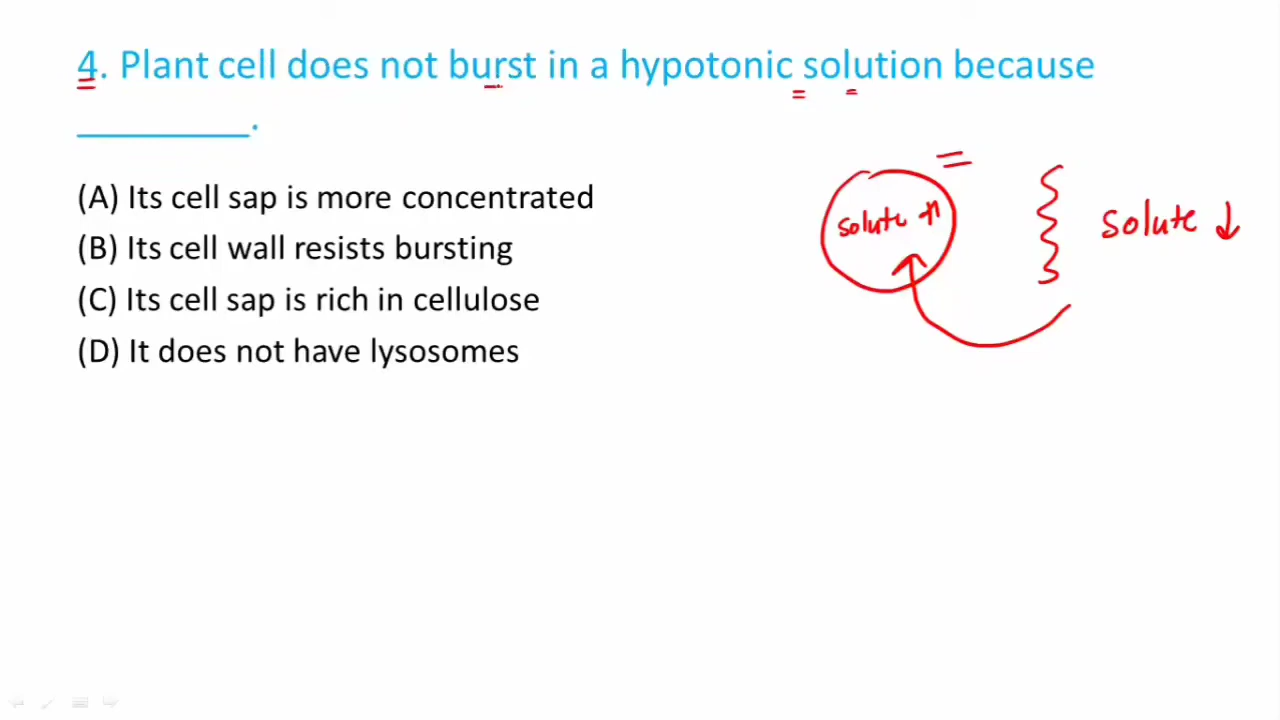 4. Plant cell does not burst in a hypotonic solution because
__________.
(A) Its cell sap is more concentrated
(B) Its cell wall resists bursting
(C) Its cell sap is rich in cellulose
(D) It does not have lysosomes
solute ↑
solute ↓